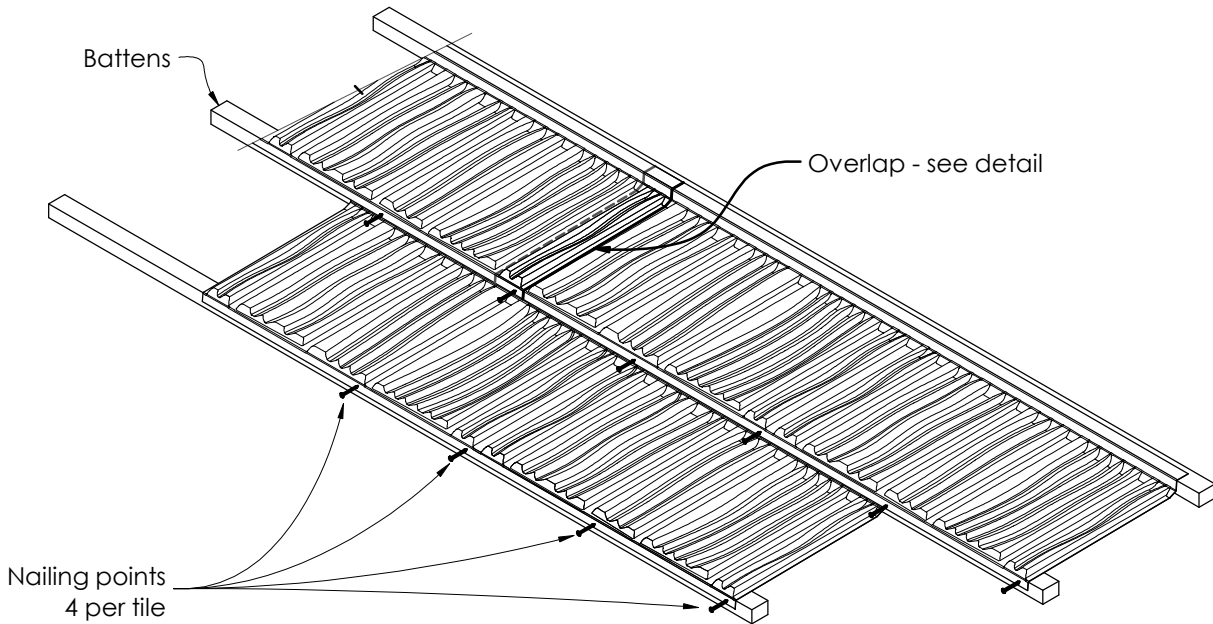 Battens
Overlap - see detail
Nailing points
4 per tile